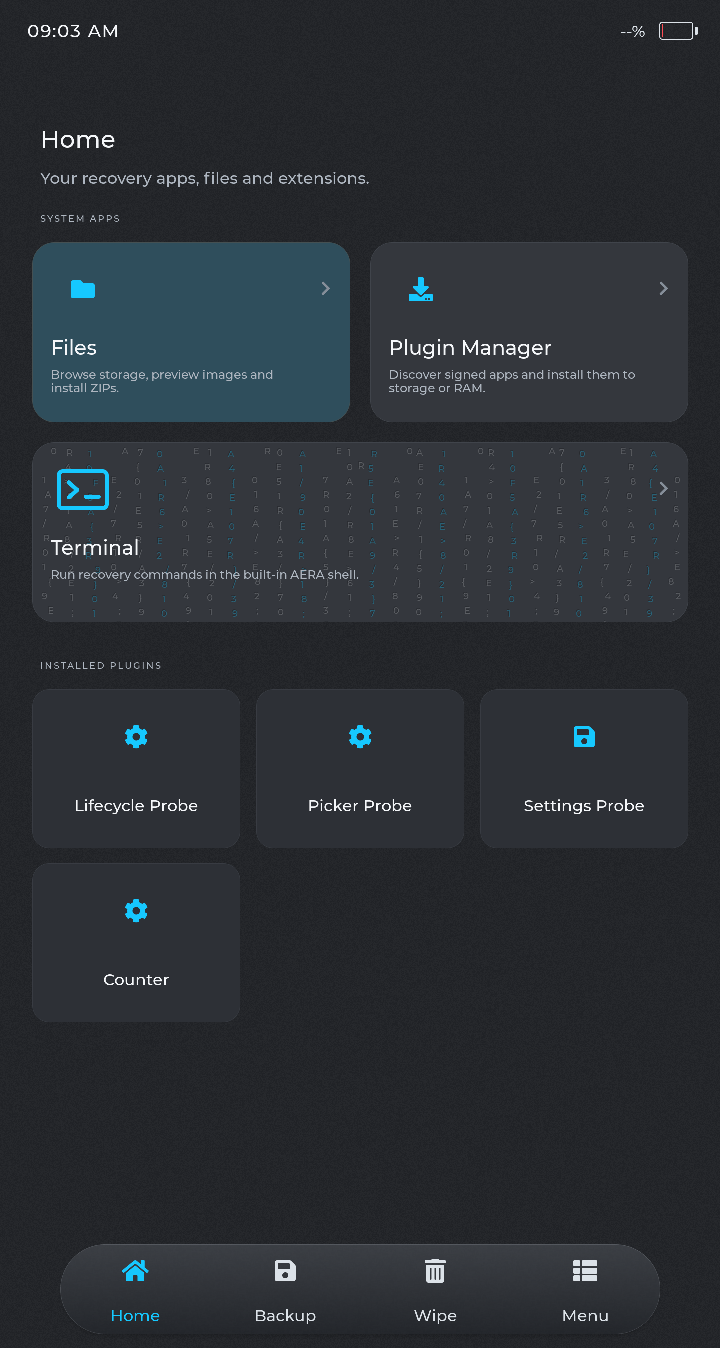 09:03 AM
--%
Home
Your recovery apps, files and extensions.
SYSTEM APPS
Files
Browse storage, preview images and
install ZIPs.
Plugin Manager
Discover signed apps and install them to
storage or RAM.
Terminal
Run recovery commands in the built-in AERA shell.
INSTALLED PLUGINS
Lifecycle Probe
Picker Probe
Settings Probe
Counter
Home
Backup
Wipe
Menu